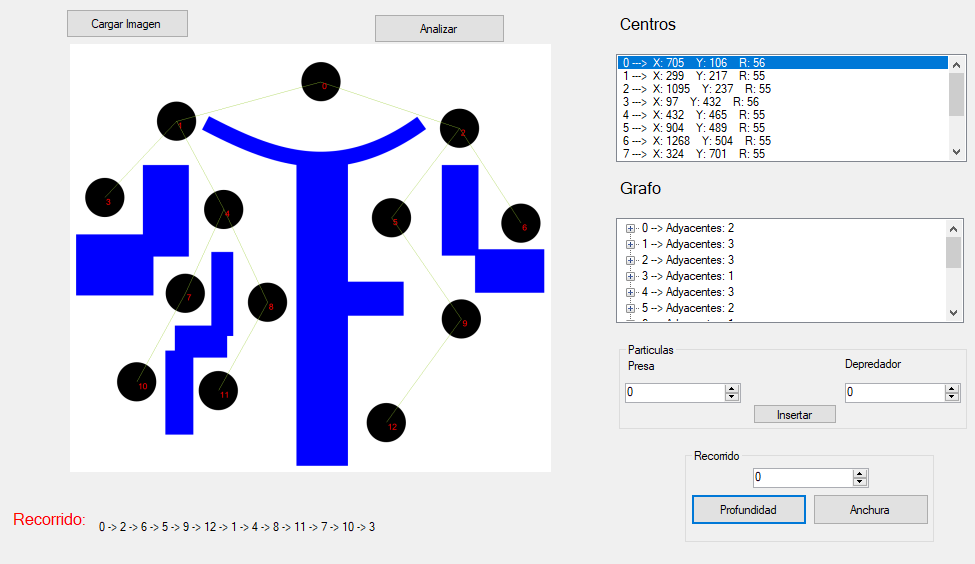 Cargar Imagen
Analizar
0
1
2
3
4
5
6
7
8
9
10
11
12
Recorrido:
0 -> 2 -> 6 -> 5 -> 9 -> 12 -> 1 -> 4 -> 8 -> 11 -> 7 -> 10 -> 3
Centros
0 ---> X: 705 Y: 106 R: 56
1 ---> X: 299 Y: 217 R: 55
2 ---> X: 1095 Y: 237 R: 55
3 ---> X: 97 Y: 432 R: 56
4 ---> X: 432 Y: 465 R: 55
5 ---> X: 904 Y: 489 R: 55
6 ---> X: 1268 Y: 504 R: 55
7 ---> X: 324 Y: 701 R: 55
Grafo
0 --> Adyacentes: 2
1 --> Adyacentes: 3
2 --> Adyacentes: 3
3 --> Adyacentes: 1
4 --> Adyacentes: 3
5 --> Adyacentes: 2
Particulas
Presa
Depredador
0
0
Insertar
Recorrido
0
Profundidad
Anchura